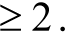 ≥ 2 .